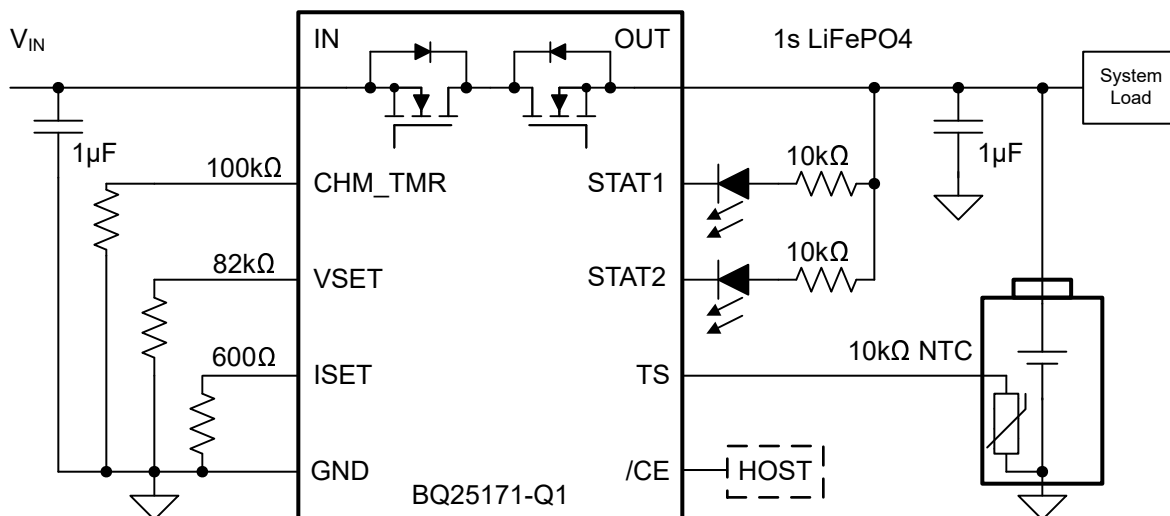 V_IN
IN
OUT
1s LiFePO4
System
Load
1µF
100kΩ
CHM_TMR
STAT1
10kΩ
1µF
82kΩ
VSET
STAT2
10kΩ
600Ω
ISET
TS
10kΩ NTC
GND
/CE
HOST
BQ25171-Q1